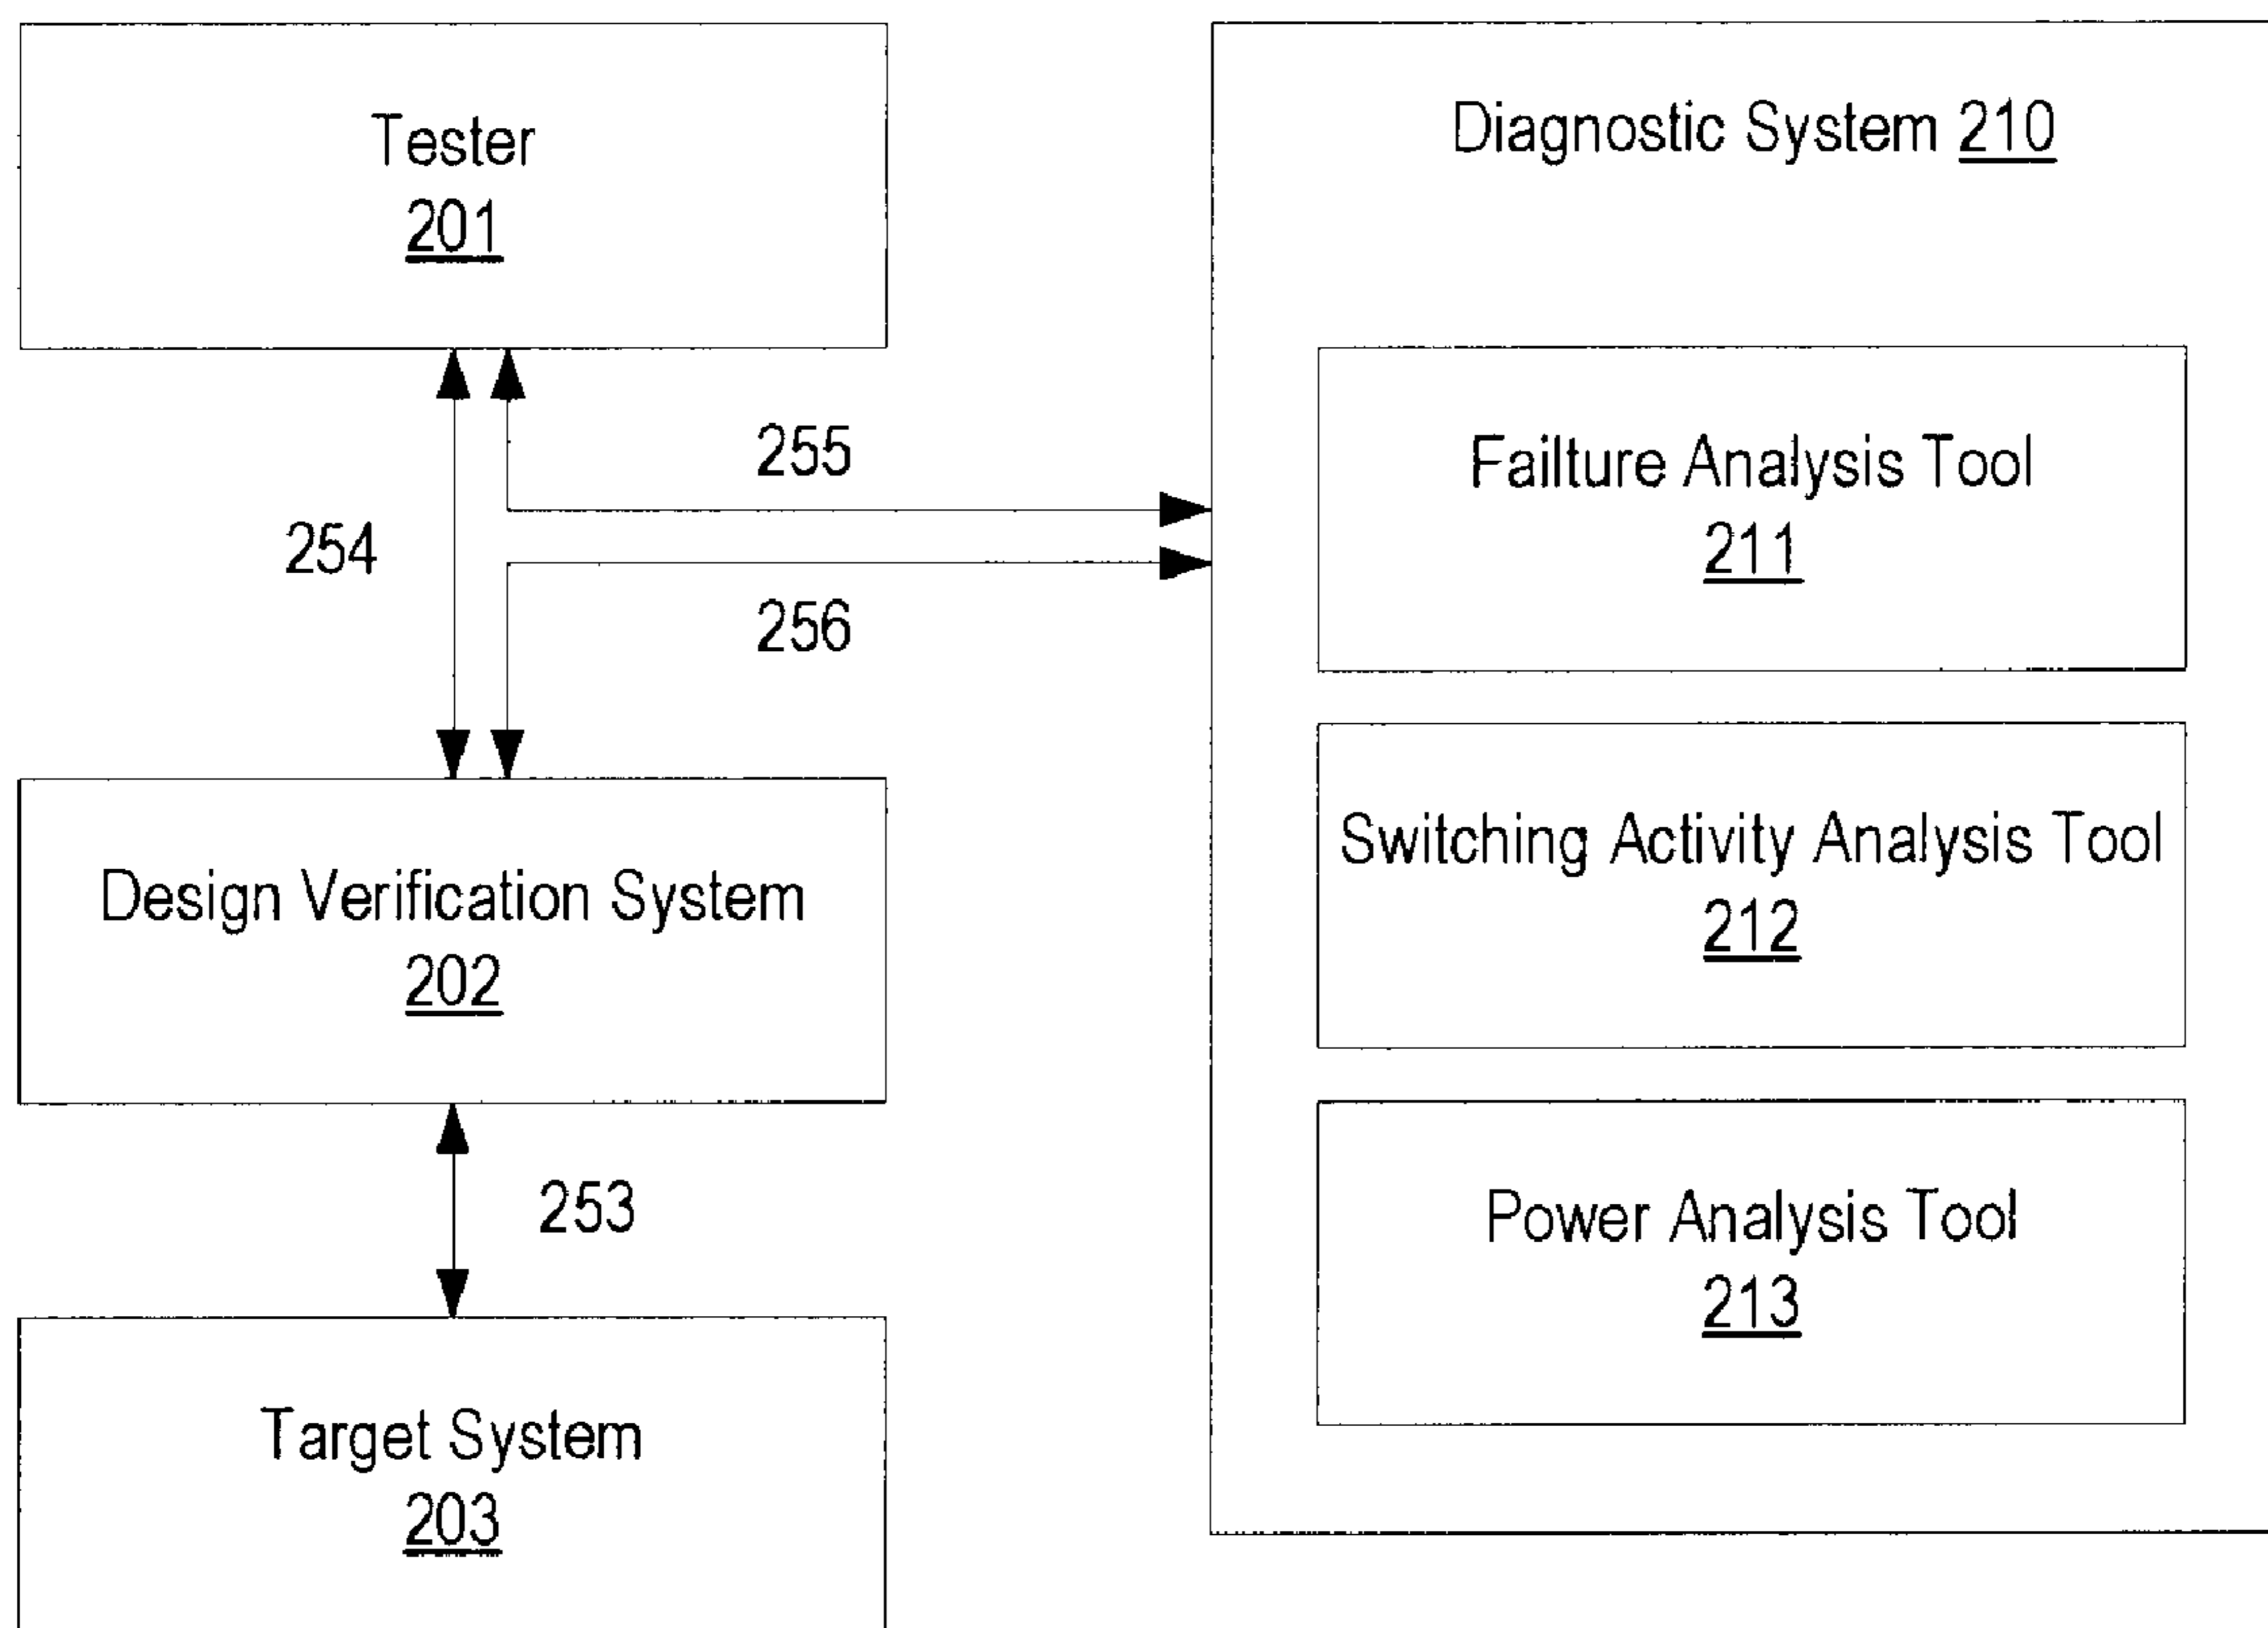 Tester
201
Diagnostic System 210
255
254
256
Failture Analysis Tool
211
Switching Activity Analysis Tool
212
Design Verification System
202
253
Power Analysis Tool
213
Target System
203